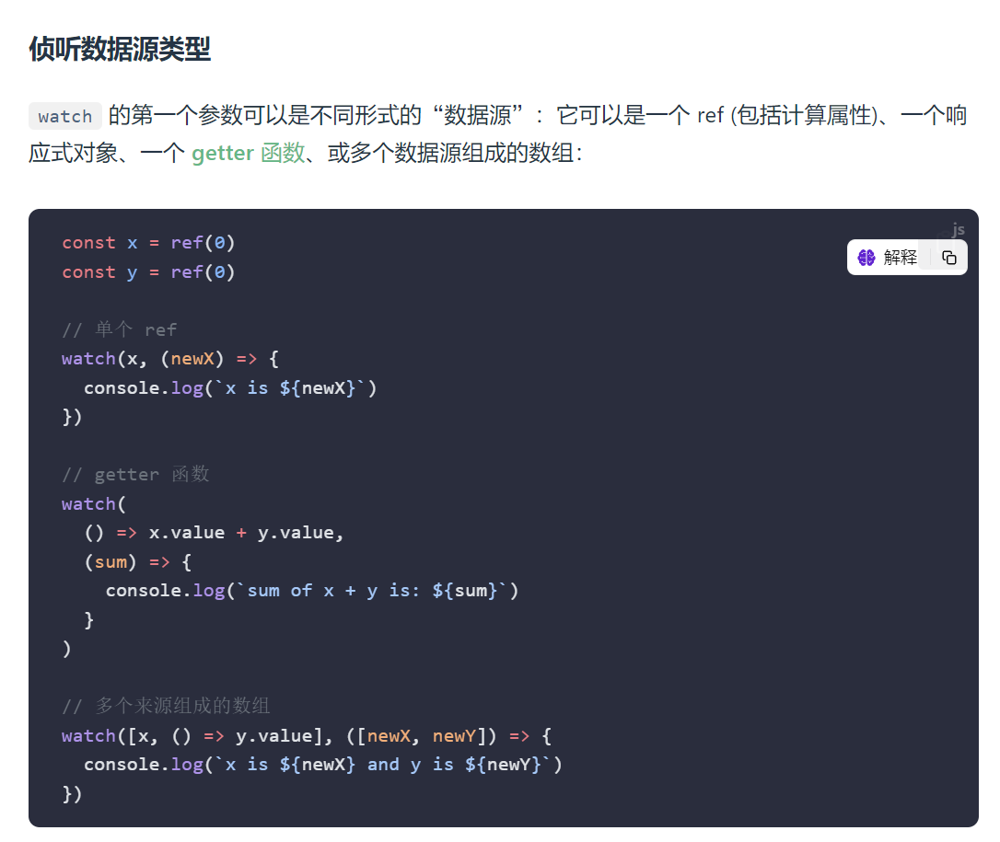 侦听数据源类型
watch 的第一个参数可以是不同形式的“数据源”：它可以是一个 ref (包括计算属性)、一个响
应式对象、一个 getter 函数、或多个数据源组成的数组：
js
解释
const x = ref(0)
const y = ref(0)
// 单个 ref
watch(x, (newX) => {
  console.log(`x is ${newX}`)
})
// getter 函数
watch(
  () => x.value + y.value,
  (sum) => {
    console.log(`sum of x + y is: ${sum}`)
  }
)
// 多个来源组成的数组
watch([x, () => y.value], ([newX, newY]) => {
  console.log(`x is ${newX} and y is ${newY}`)
})